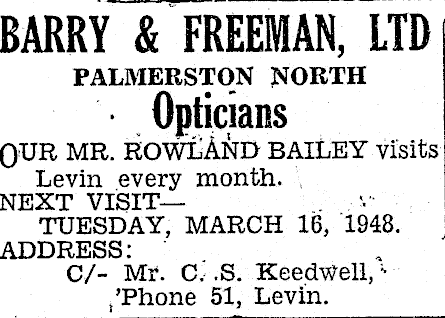 BARRY & FREEMAN, LTD
PALMERSTON NORTH
Opticians
OUR MR. ROWLAND BAILEY visits
Levin every month.
NEXT VISIT—
TUESDAY, MARCH 16, 1948.
ADDRESS:
C/- Mr. C. S. Keedwell,
'Phone 51, Levin.